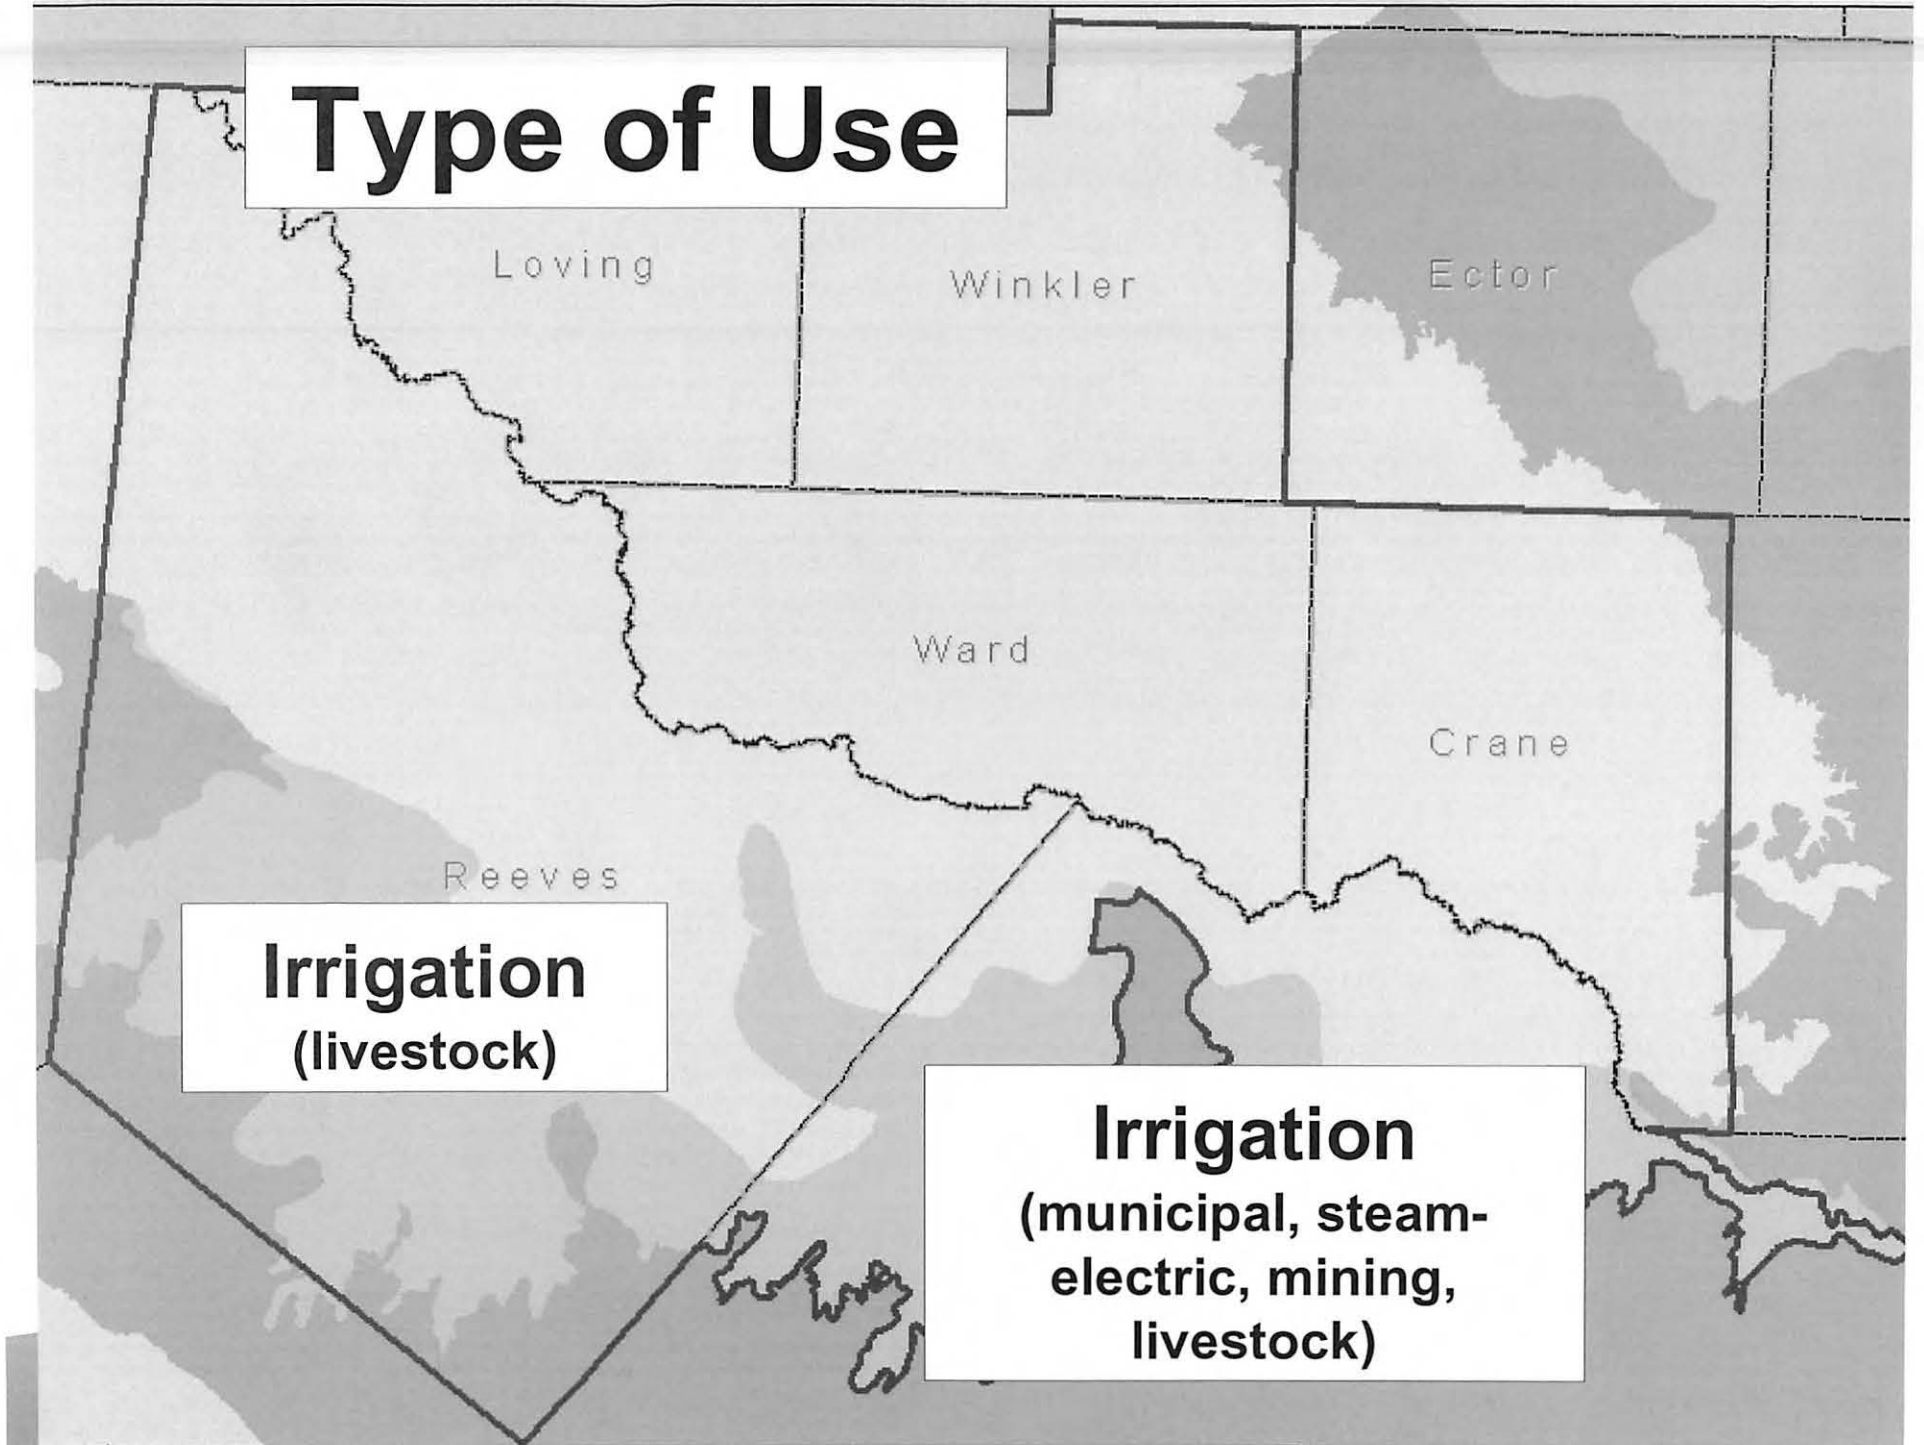 Type of Use
Loving
Winkler
Ector
Ward
Crane
Reeves
Irrigation
(livestock)
Irrigation
(municipal, steam-
electric, mining,
livestock)